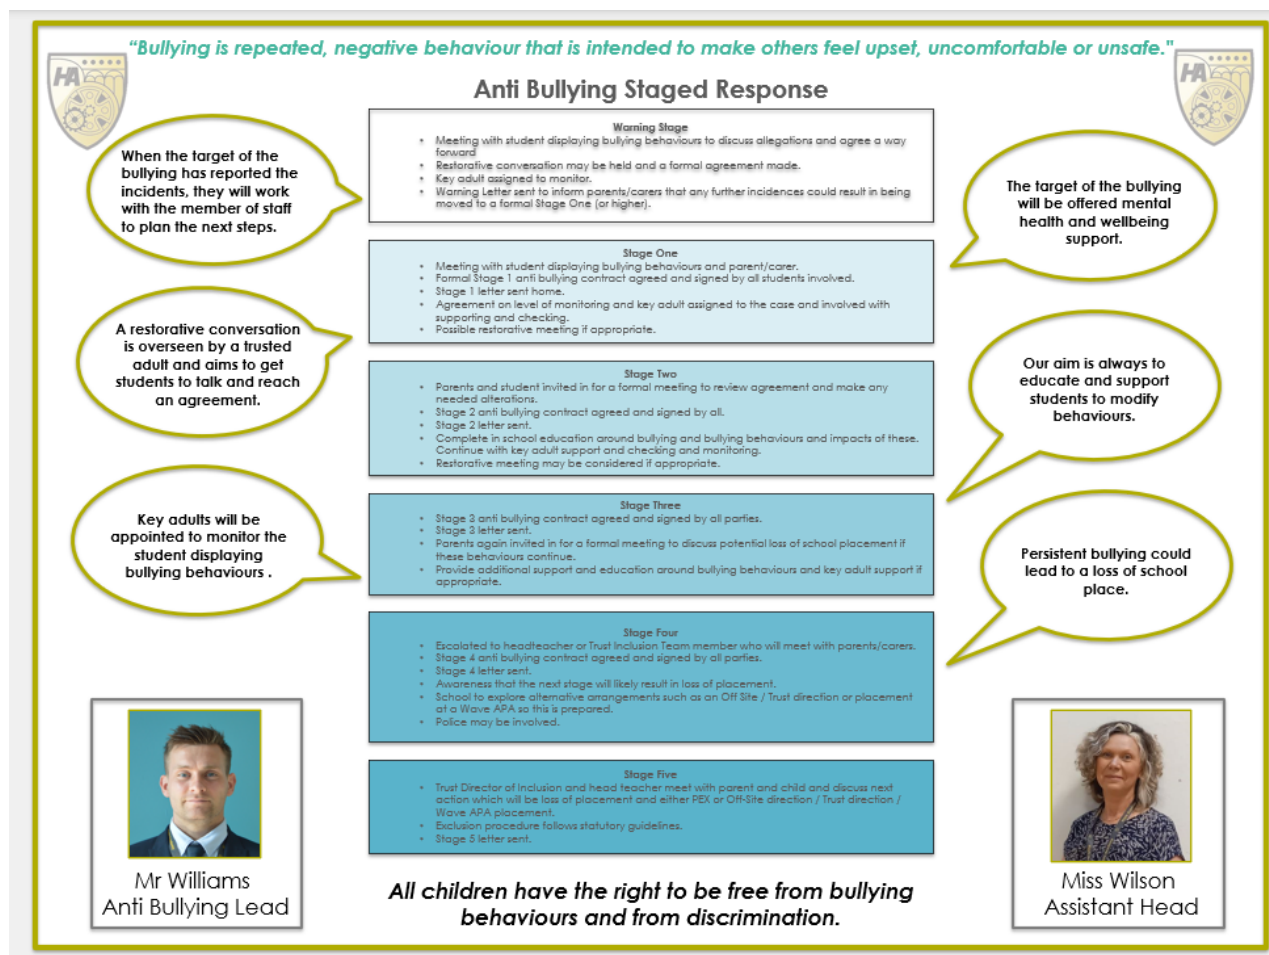 “Bullying is repeated, negative behaviour that is intended to make others feel upset, uncomfortable or unsafe."
HA
HA
Anti Bullying Staged Response
When the target of the
bullying has reported the
incidents, they will work
with the member of staff
to plan the next steps.
A restorative conversation
is overseen by a trusted
adult and aims to get
students to talk and reach
an agreement.
Key adults will be
appointed to monitor the
student displaying
bullying behaviours .
Warning Stage
• Meeting with student displaying bullying behaviours to discuss allegations and agree a way
forward
• Restorative conversation may be held and a formal agreement made.
• Key adult assigned to monitor.
• Warning Letter sent to inform parents/carers that any further incidences could result in being
moved to a formal Stage One (or higher).
Stage One
• Meeting with student displaying bullying behaviours and parent/carer.
• Formal Stage 1 anti bullying contract agreed and signed by all students involved.
• Stage 1 letter sent home.
• Agreement on level of monitoring and key adult assigned to the case and involved with
supporting and checking.
• Possible restorative meeting if appropriate.
Stage Two
• Parents and student invited in for a formal meeting to review agreement and make any
needed alterations.
• Stage 2 anti bullying contract agreed and signed by all.
• Stage 2 letter sent.
• Complete in school education around bullying and bullying behaviours and impacts of these.
Continue with key adult support and checking and monitoring.
• Restorative meeting may be considered if appropriate.
Stage Three
• Stage 3 anti bullying contract agreed and signed by all parties.
• Stage 3 letter sent.
• Parents again invited in for a formal meeting to discuss potential loss of school placement if
these behaviours continue.
• Provide additional support and education around bullying behaviours and key adult support if
appropriate.
Stage Four
• Escalated to headteacher or Trust Inclusion Team member who will meet with parents/carers.
• Stage 4 anti bullying contract agreed and signed by all parties.
• Stage 4 letter sent.
• Awareness that the next stage will likely result in loss of placement.
• School to explore alternative arrangements such as an Off Site / Trust direction or placement
at a Wave APA so this is prepared.
• Police may be involved.
Stage Five
• Trust Director of Inclusion and head teacher meet with parent and child and discuss next
action which will be loss of placement and either PEX or Off-Site direction / Trust direction /
Wave APA placement.
• Exclusion procedure follows statutory guidelines.
• Stage 5 letter sent.
The target of the bullying
will be offered mental
health and wellbeing
support.
Our aim is always to
educate and support
students to modify
behaviours.
Persistent bullying could
lead to a loss of school
place.
Mr Williams
Anti Bullying Lead
All children have the right to be free from bullying
behaviours and from discrimination.
Miss Wilson
Assistant Head